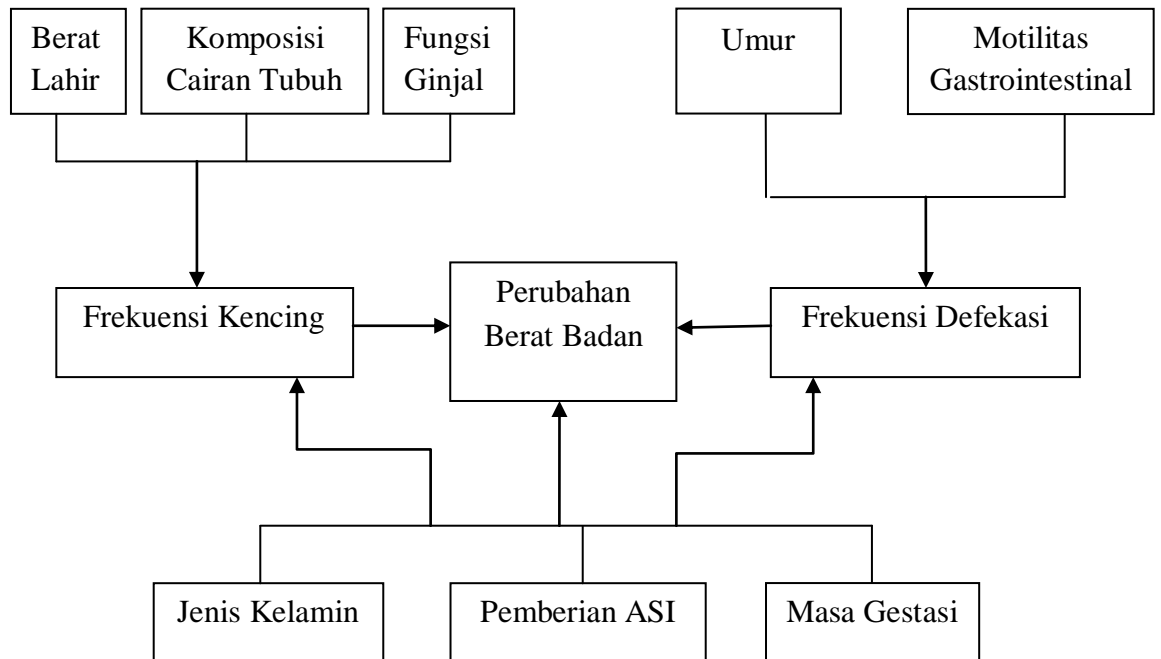 Berat
Lahir
Komposisi
Cairan Tubuh
Fungsi
Ginjal
Umur
Motilitas
Gastrointestinal
Frekuensi Kencing
Perubahan
Berat Badan
Frekuensi Defekasi
Jenis Kelamin
Pemberian ASI
Masa Gestasi